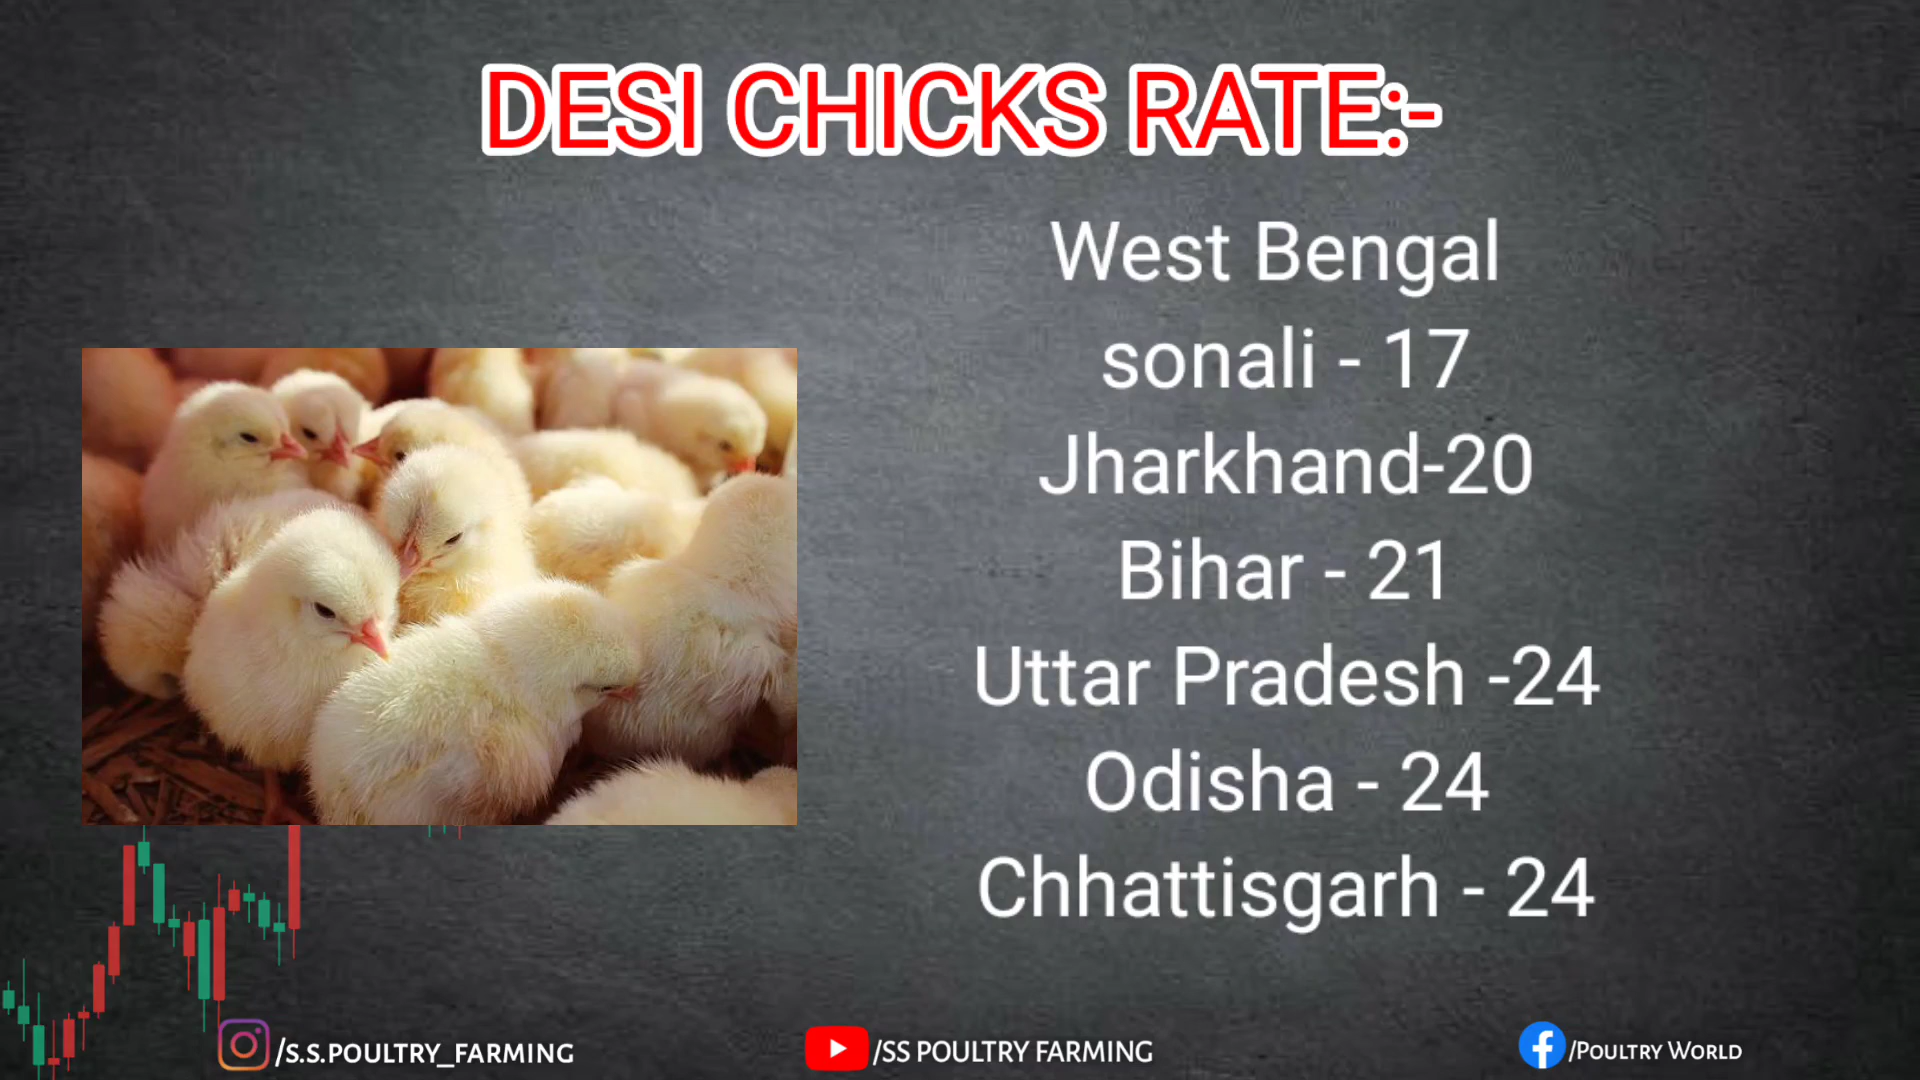 DESI CHICKS RATE:-
West Bengal
sonali - 17
Jharkhand-20
Bihar - 21
Uttar Pradesh -24
Odisha - 24
Chhattisgarh - 24
/S.S.POULTRY_FARMING
/SS POULTRY FARMING
/POULTRY WORLD